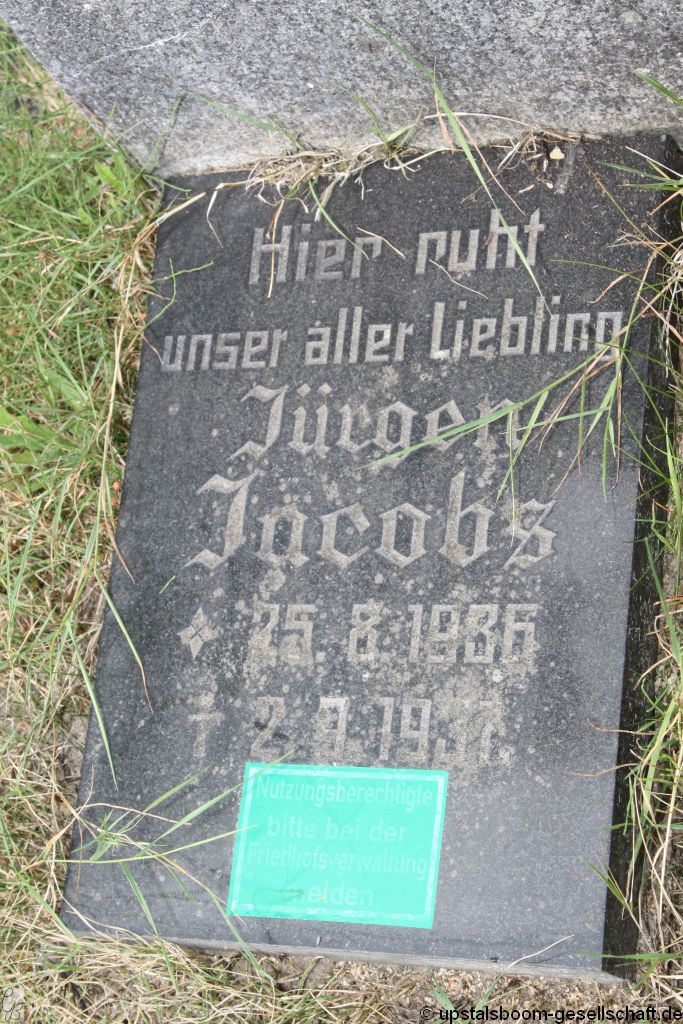 Hier ruht
unser aller Liebling
Jürgen
Jacobs
25.8.1936
2.9.1937.
Nutzungsberechtigte
bitte bei der
Friedhofsverwaltung
melden.
© upstalsboom-gesellschaft.de